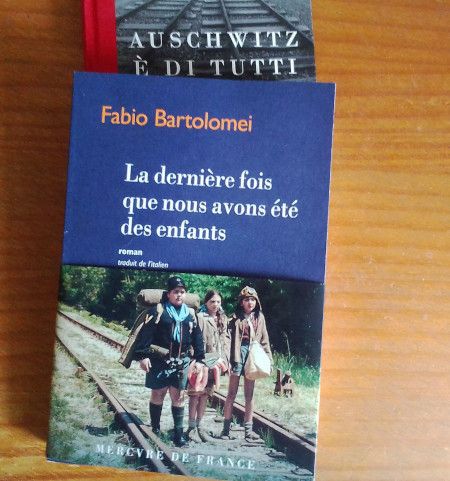 AUSCHWITZ
È DI TUTTI
Fabio Bartolomei
La dernière fois
que nous avons été
des enfants
roman
traduit de l'italien
MERCVRE DE FRANCE